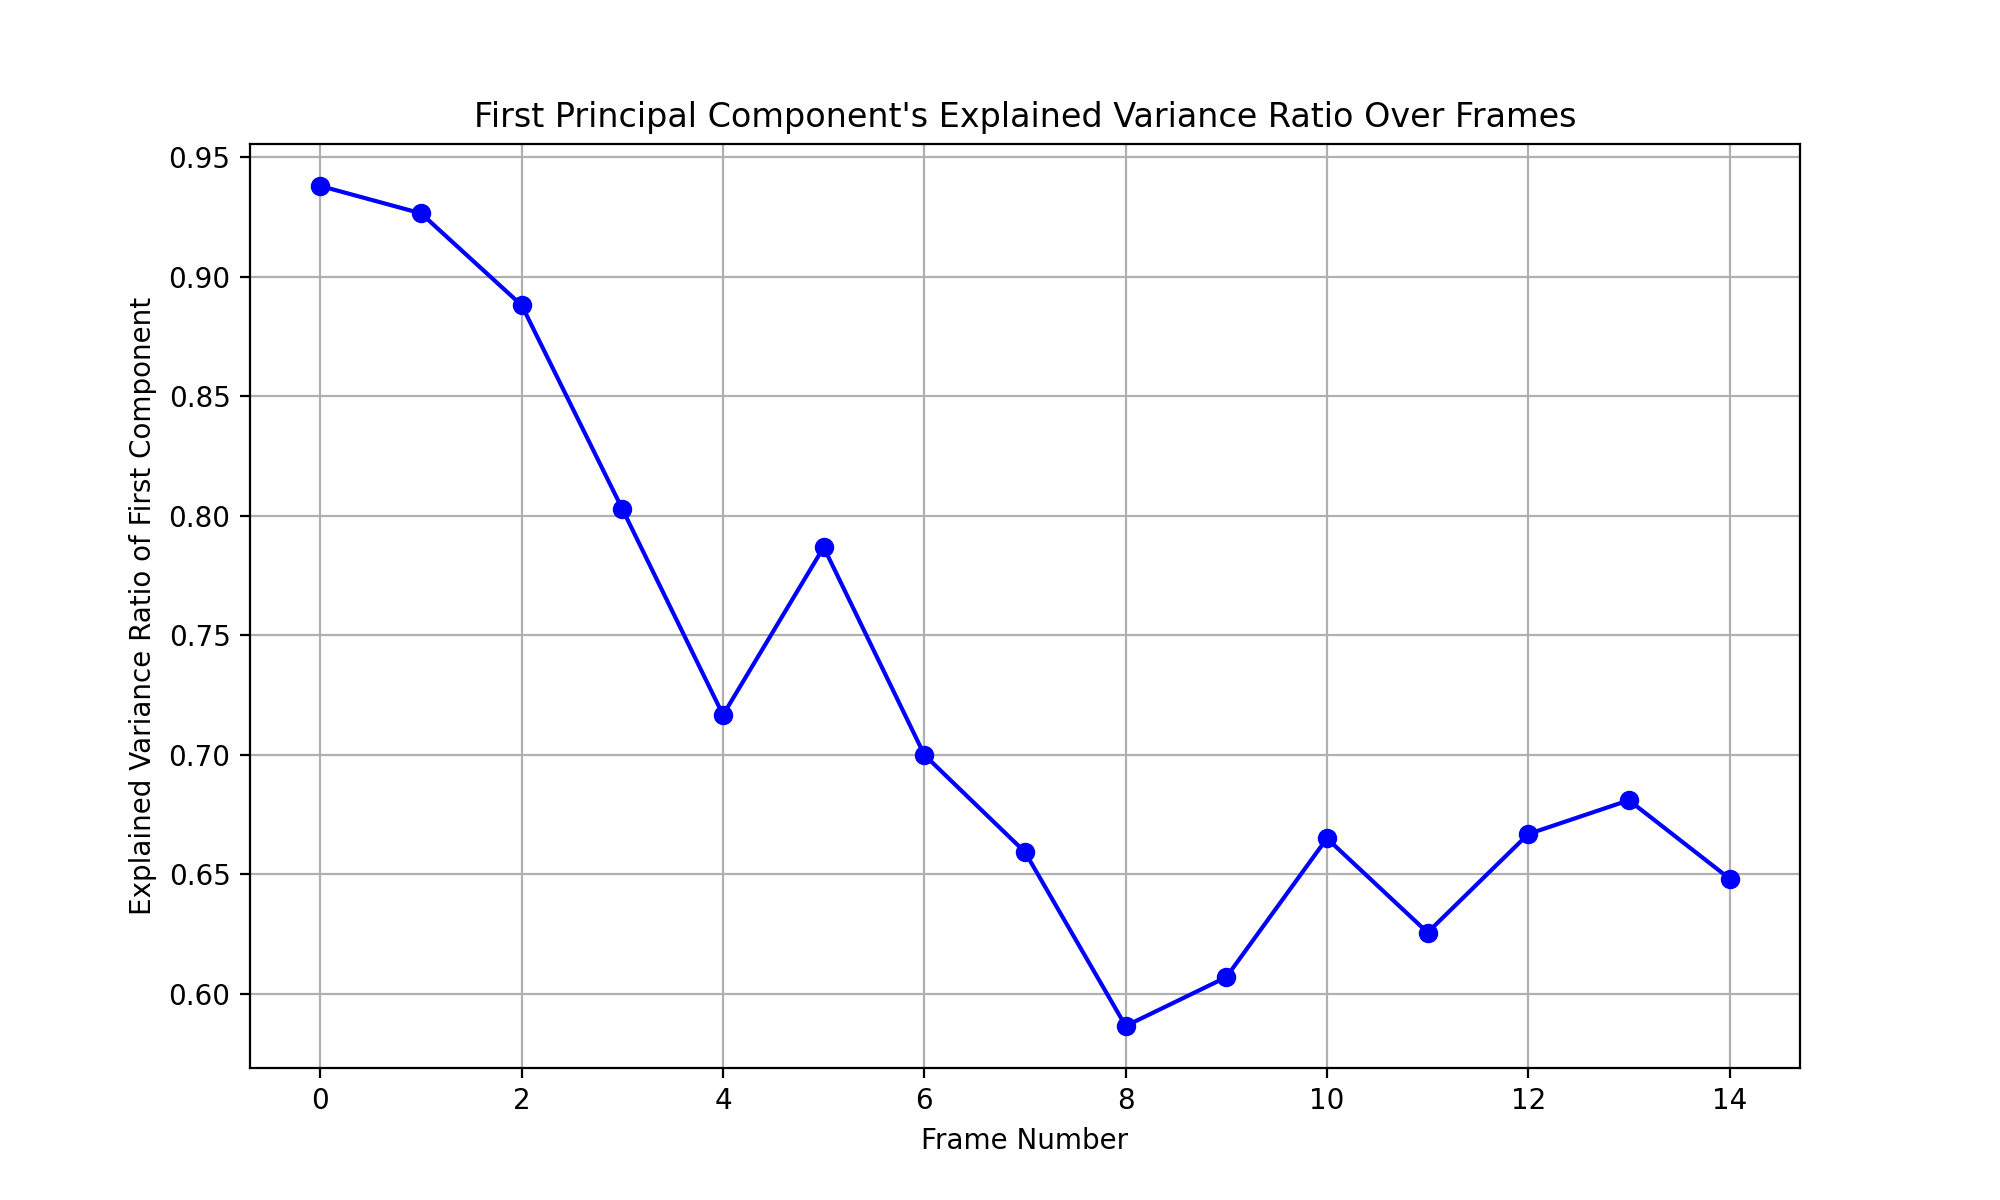 First Principal Component's Explained Variance Ratio Over Frames
Explained Variance Ratio of First Component
0.95
0.90
0.85
0.80
0.75
0.70
0.65
0.60
0 2 4 6 8 10 12 14
Frame Number